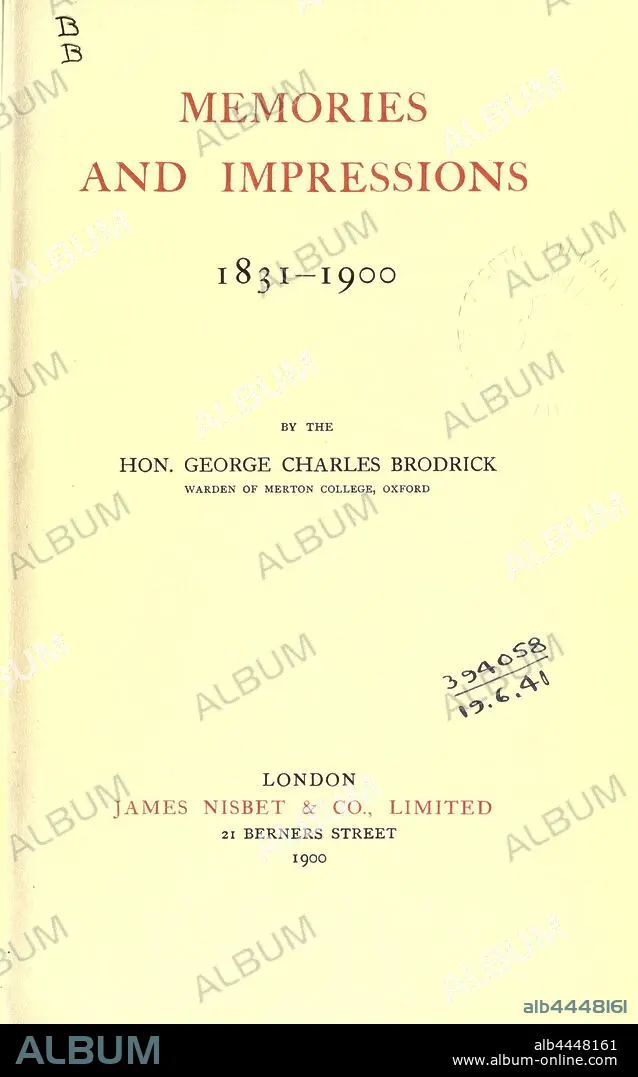 B
B
MEMORIES
AND IMPRESSIONS
1831–1900
BY THE
HON. GEORGE CHARLES BRODRICK
WARDEN OF MERTON COLLEGE, OXFORD
394058
19.6.41
LONDON
JAMES NISBET & CO., LIMITED
21 BERNERS STREET
1900
alb4448161
ALBUM
alb4448161
www.album-online.com